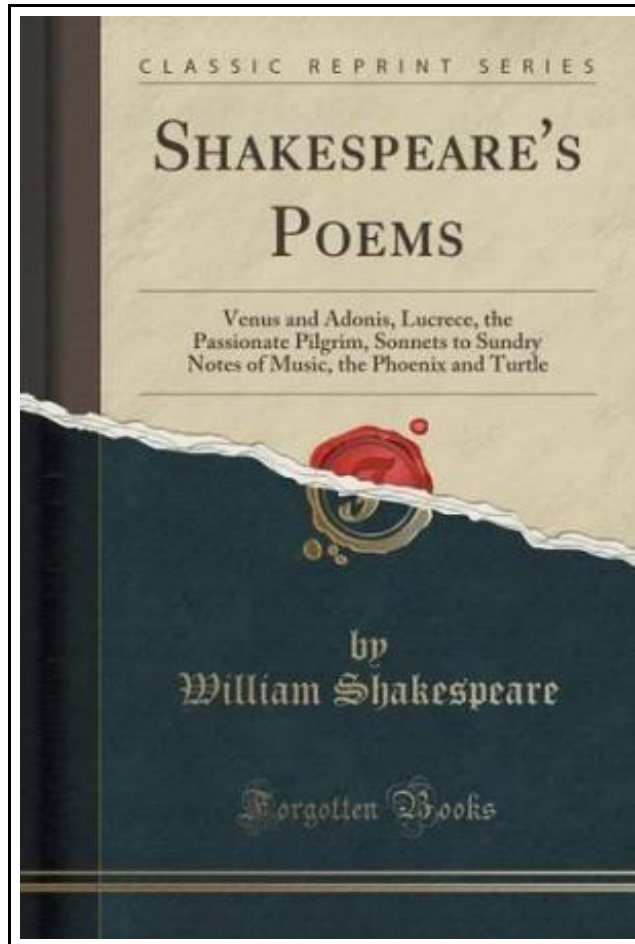 CLASSIC REPRINT SERIES
SHAKESPEARE'S
POEMS
Venus and Adonis, Lucrece, the
Passionate Pilgrim, Sonnets to Sundry
Notes of Music, the Phoenix and Turtle
by
William Shakespeare
Forgotten Books